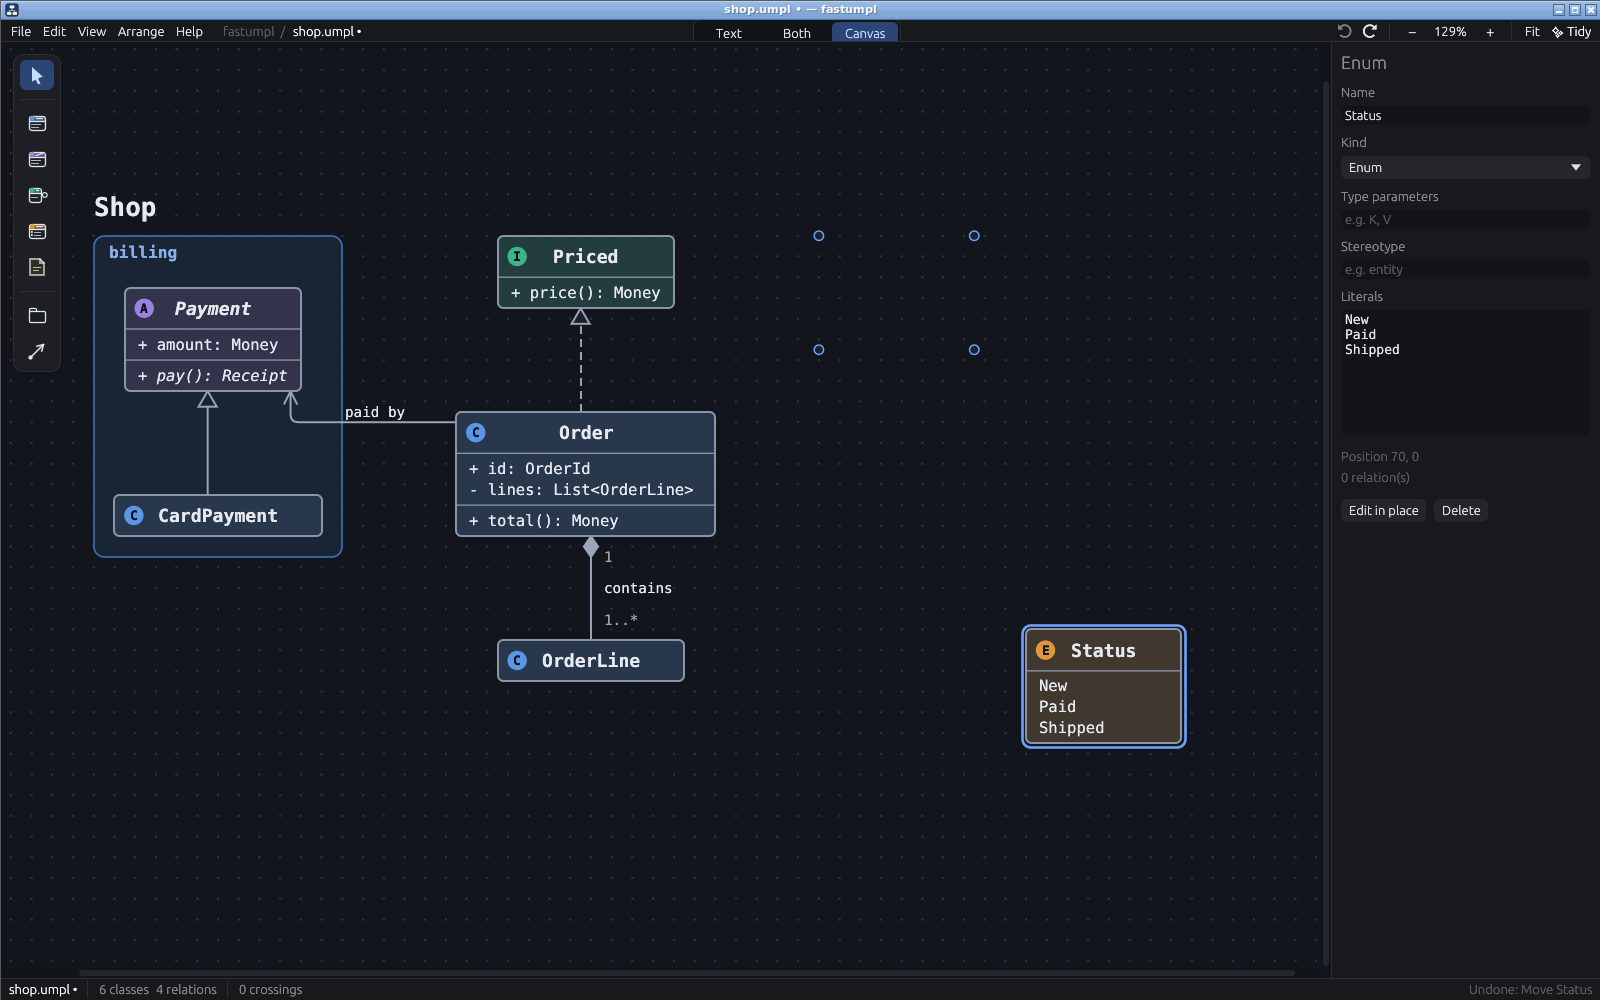 shop.umpl • — fastumpl
File Edit View Arrange Help fastumpl / shop.umpl •
Text Both Canvas
− 129% + Fit Tidy
Shop
billing
A Payment
+ amount: Money
+ pay(): Receipt
C CardPayment
paid by
I Priced
+ price(): Money
C Order
+ id: OrderId
- lines: List<OrderLine>
+ total(): Money
1
contains
1..*
C OrderLine
E Status
New
Paid
Shipped
Enum
Name
Status
Kind
Enum
Type parameters
e.g. K, V
Stereotype
e.g. entity
Literals
New
Paid
Shipped
Position 70, 0
0 relation(s)
Edit in place Delete
shop.umpl • 6 classes 4 relations 0 crossings
Undone: Move Status